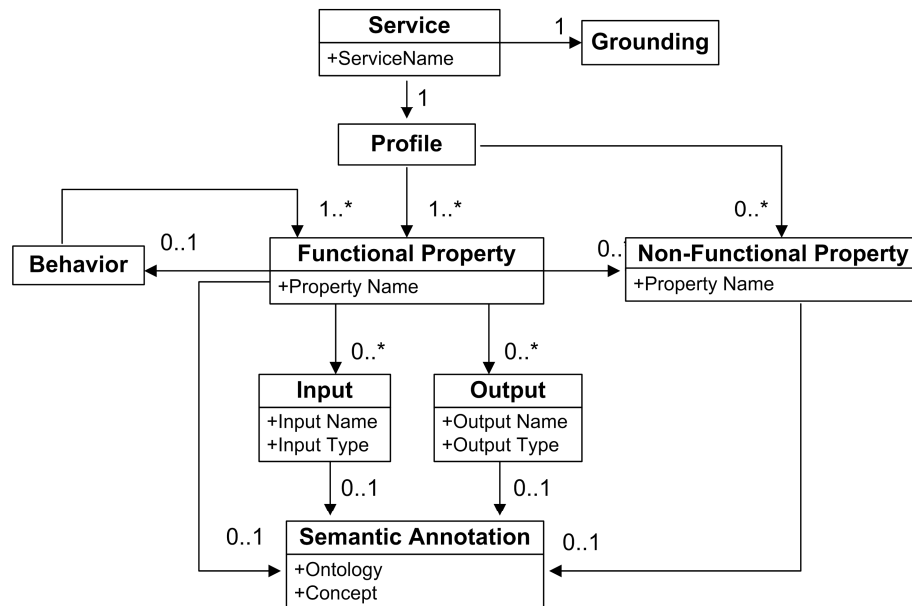 Service
+ServiceName
1
Grounding
1
Profile
1..*
1..*
0..*
0..1
Behavior
Functional Property
+Property Name
Non-Functional Property
+Property Name
0..*
0..*
Input
+Input Name
+Input Type
Output
+Output Name
+Output Type
0..1
0..1
0..1
0..1
Semantic Annotation
+Ontology
+Concept